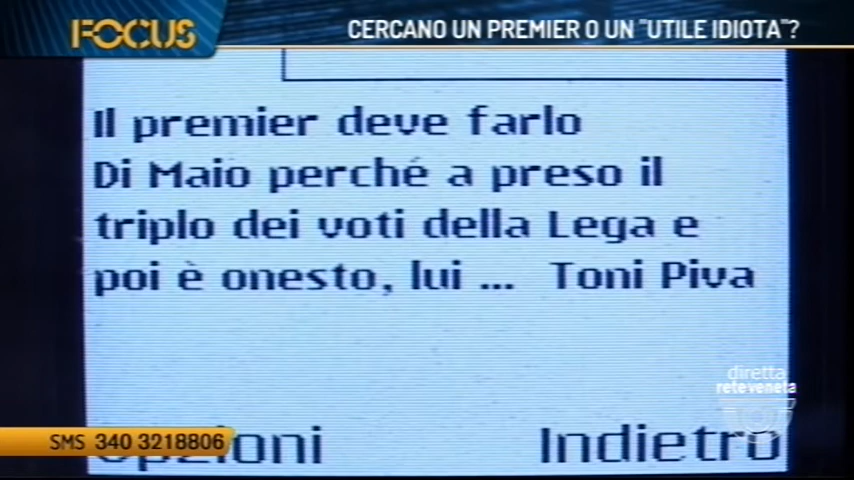 FOCUS
CERCANO UN PREMIER O UN "UTILE IDIOTA"?
Il premier deve farlo
Di Maio perché a preso il
triplo dei voti della Lega e
poi è onesto, lui ... Toni Piva
diretta
reteveneta
SMS 340 3218806
Opzioni
Indietro